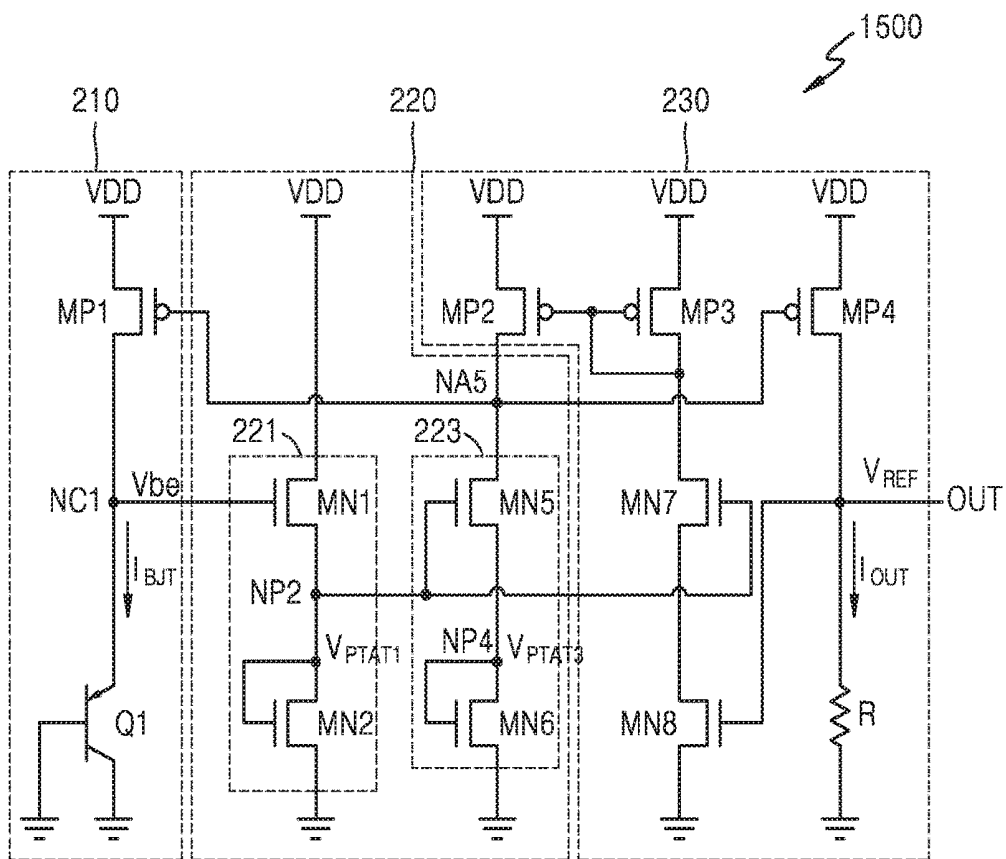 1500
210 220 230
VDD VDD VDD VDD VDD
MP1 MP2 MP3 MP4
NA5
221 223
NC1 Vbe MN1 MN5 MN7 VREF OUT
IBJT NP2 IOUT
VPTAT1 NP4 VPTAT3
Q1 MN2 MN6 MN8 R